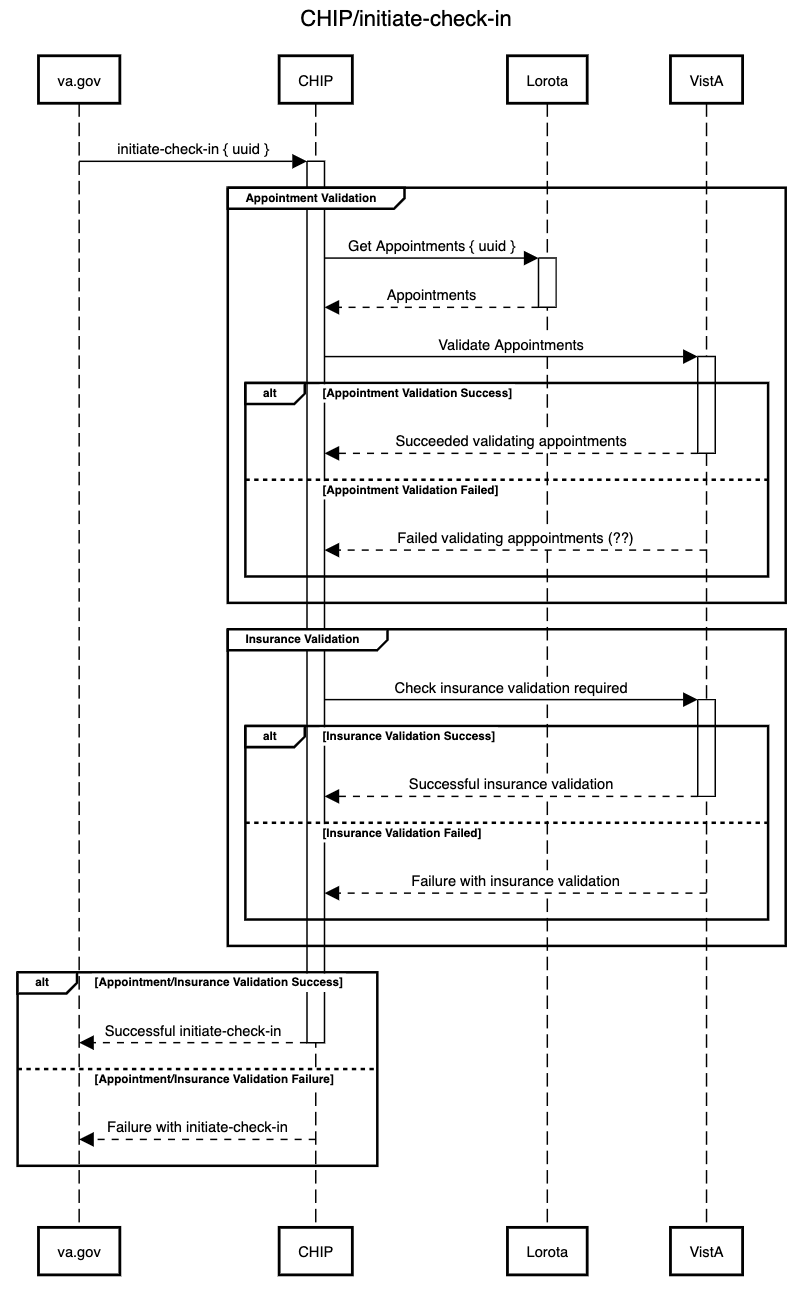 CHIP/initiate-check-in
va.gov
CHIP
Lorota
VistA
initiate-check-in { uuid }
Appointment Validation
Get Appointments { uuid }
Appointments
Validate Appointments
alt
[Appointment Validation Success]
Succeeded validating appointments
[Appointment Validation Failed]
Failed validating apppointments (??)
Insurance Validation
Check insurance validation required
alt
[Insurance Validation Success]
Successful insurance validation
[Insurance Validation Failed]
Failure with insurance validation
alt
[Appointment/Insurance Validation Success]
Successful initiate-check-in
[Appointment/Insurance Validation Failure]
Failure with initiate-check-in
va.gov
CHIP
Lorota
VistA